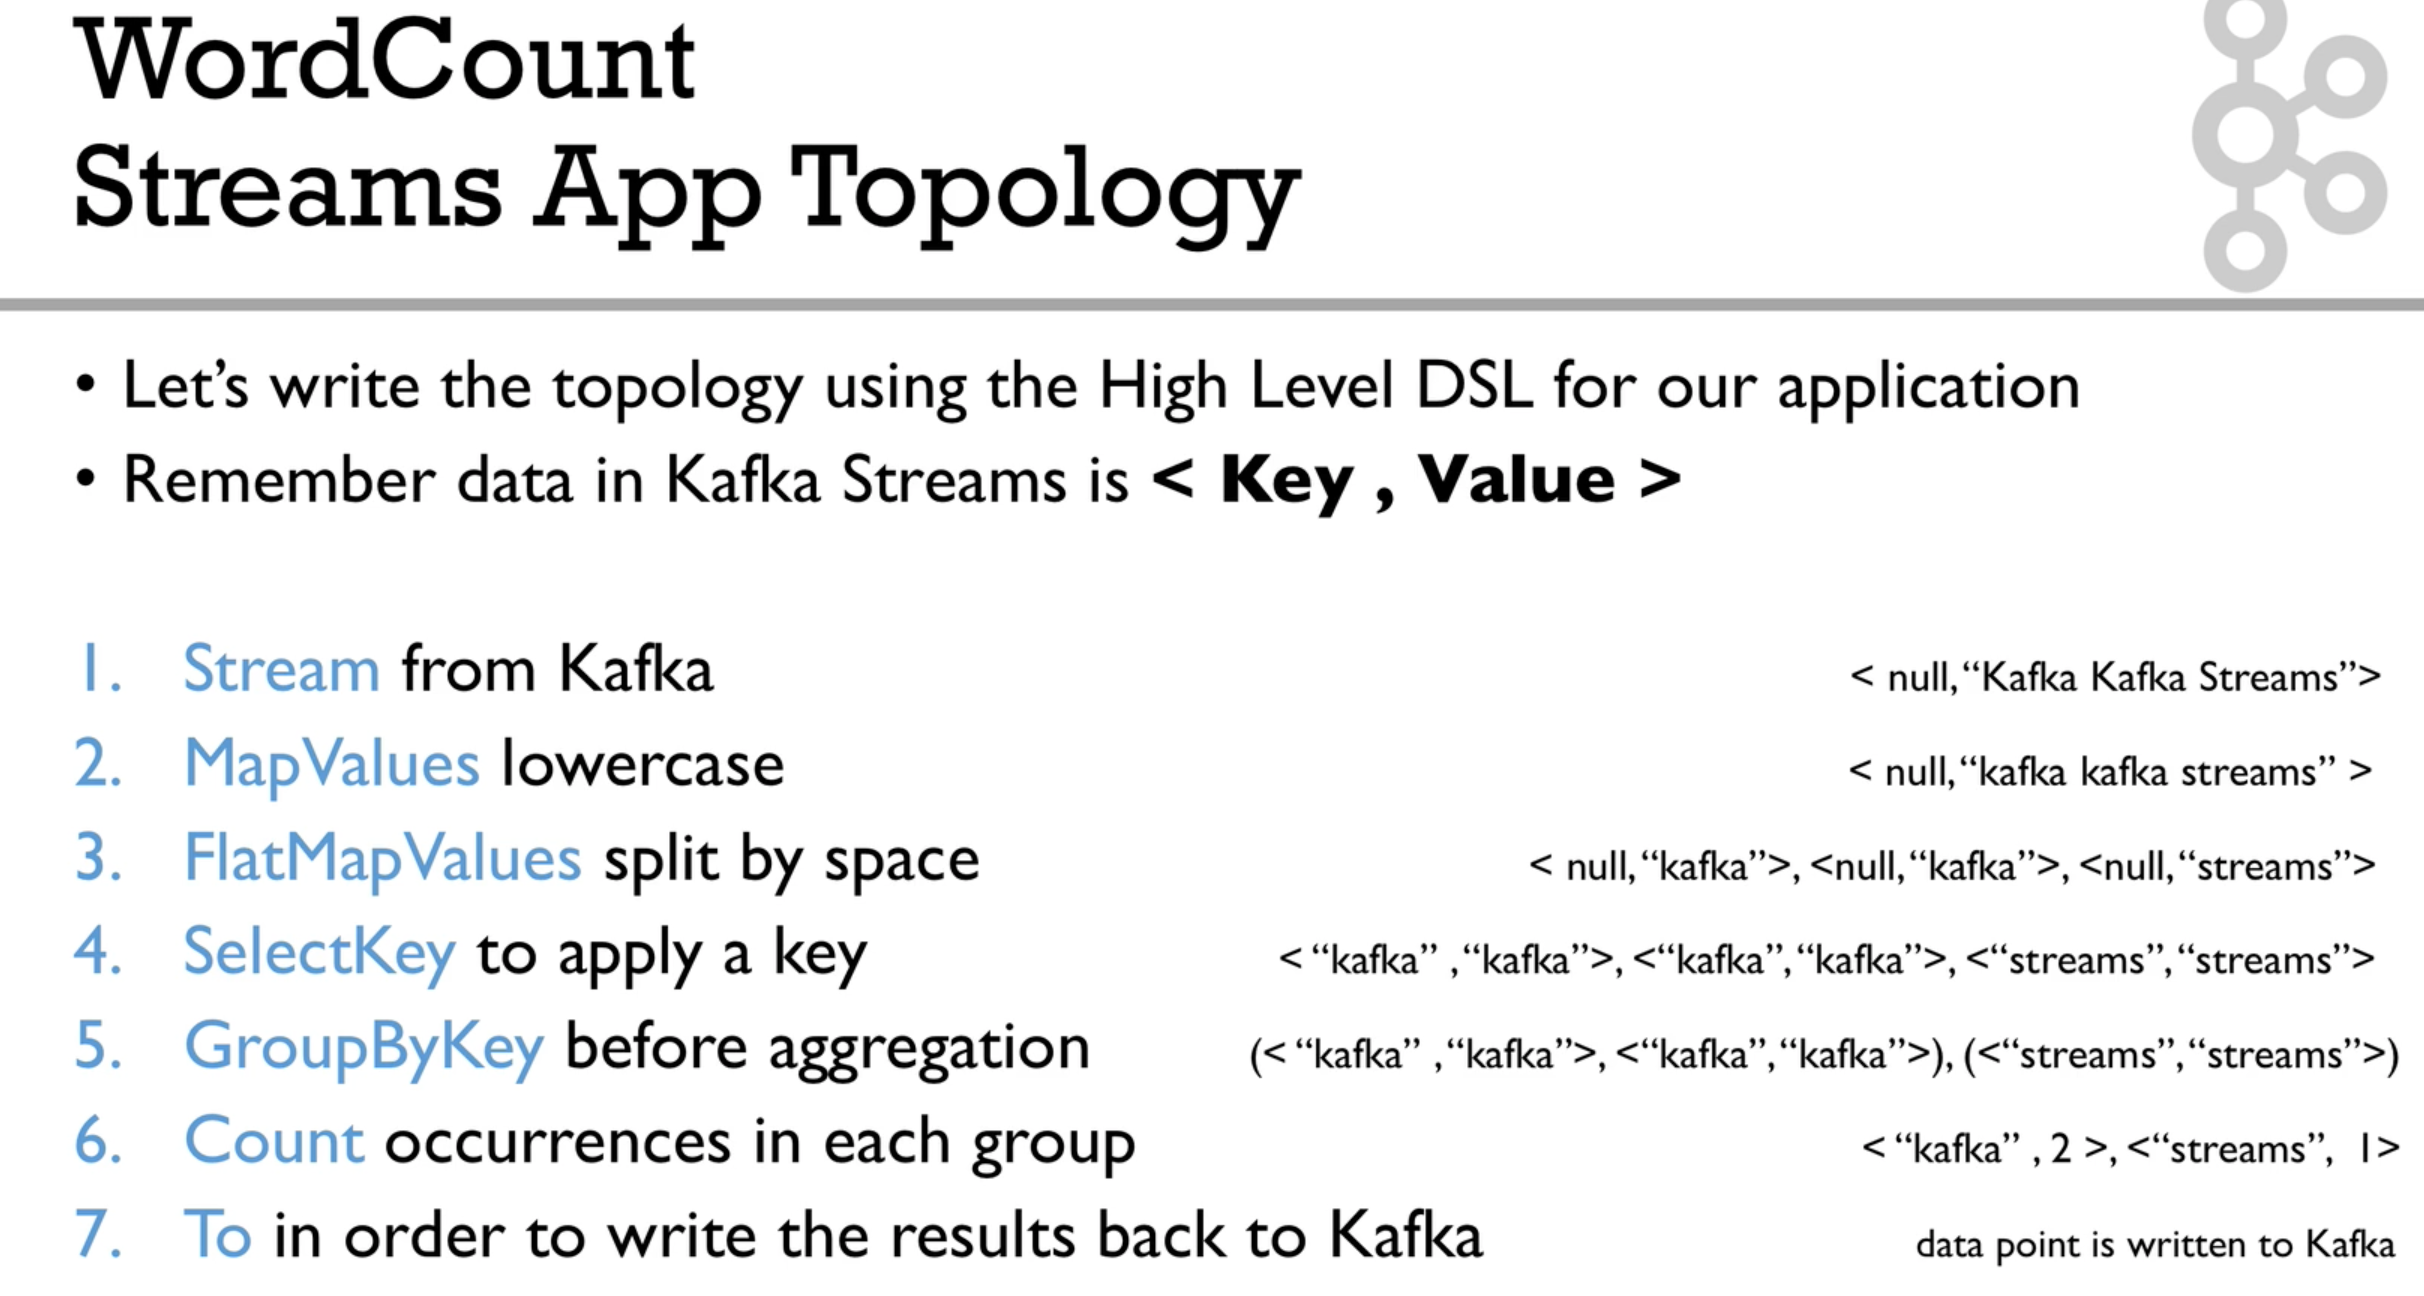 WordCount
Streams App Topology
• Let’s write the topology using the High Level DSL for our application
• Remember data in Kafka Streams is < Key , Value >
1. Stream from Kafka < null,“Kafka Kafka Streams”>
2. MapValues lowercase < null,“kafka kafka streams” >
3. FlatMapValues split by space < null,“kafka”>, <null,“kafka”>, <null,“streams”>
4. SelectKey to apply a key < “kafka” ,“kafka”>, <“kafka”,“kafka”>, <“streams”,“streams”>
5. GroupByKey before aggregation (< “kafka” ,“kafka”>, <“kafka”,“kafka”>), (<“streams”,“streams”>)
6. Count occurrences in each group < “kafka” , 2 >, <“streams”, 1>
7. To in order to write the results back to Kafka data point is written to Kafka